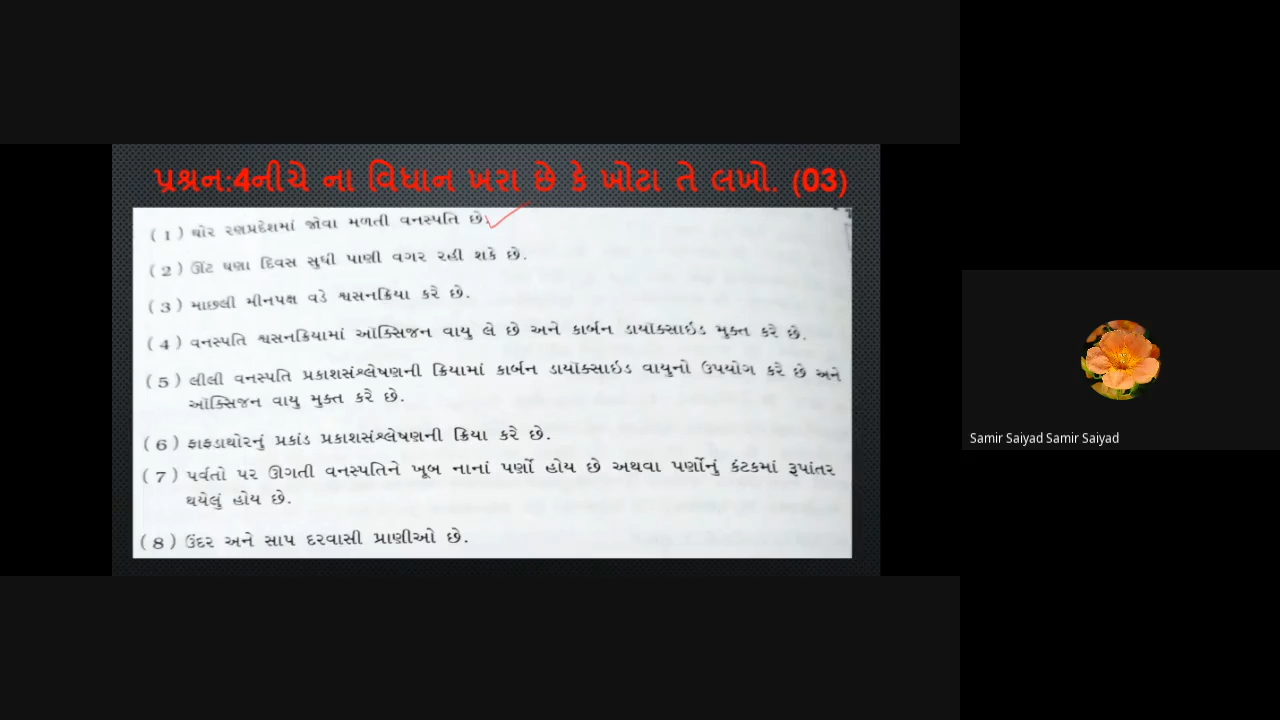 પ્રશ્રન:4નીચે ના વિધાન ખરા છે કે ખોટા તે લખો. (03)
(1) થોર રણપ્રદેશમાં જોવા મળતી વનસ્પતિ છે.
(2) ઊંટ ઘણા દિવસ સુધી પાણી વગર રહી શકે છે.
(3) માછલી મીનપક્ષ વડે શ્વસનક્રિયા કરે છે.
(4) વનસ્પતિ શ્વસનક્રિયામાં ઑક્સિજન વાયુ લે છે અને કાર્બન ડાયૉક્સાઇડ મુક્ત કરે છે.
(5) લીલી વનસ્પતિ પ્રકાશસંશ્લેષણની ક્રિયામાં કાર્બન ડાયૉક્સાઇડ વાયુનો ઉપયોગ કરે છે અને
ઑક્સિજન વાયુ મુક્ત કરે છે.
(6) ફાફડાથોરનું પ્રકાંડ પ્રકાશસંશ્લેષણની ક્રિયા કરે છે.
(7) પર્વતો પર ઊગતી વનસ્પતિને ખૂબ નાનાં પર્ણો હોય છે અથવા પર્ણોનું કંટકમાં રૂપાંતર
થયેલું હોય છે.
(8) ઉંદર અને સાપ દરવાસી પ્રાણીઓ છે.
Samir Saiyad Samir Saiyad